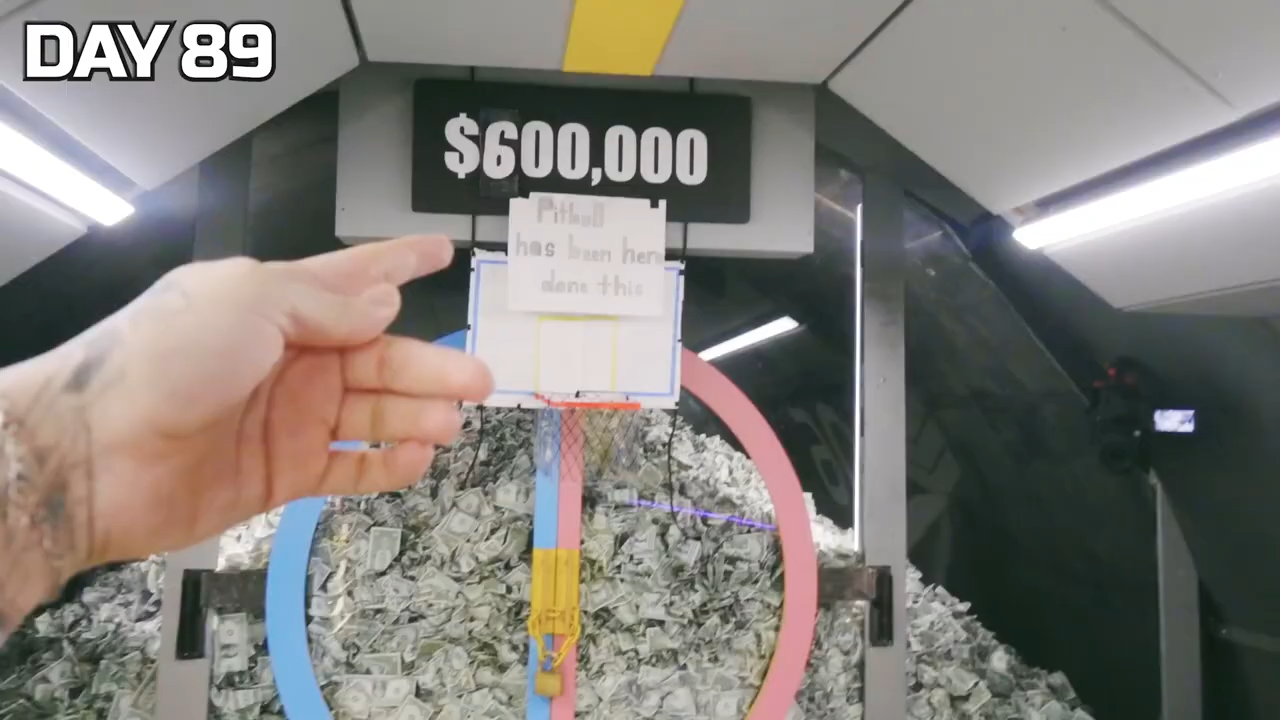 DAY 89
$600,000
Pitbull
has been here
done this